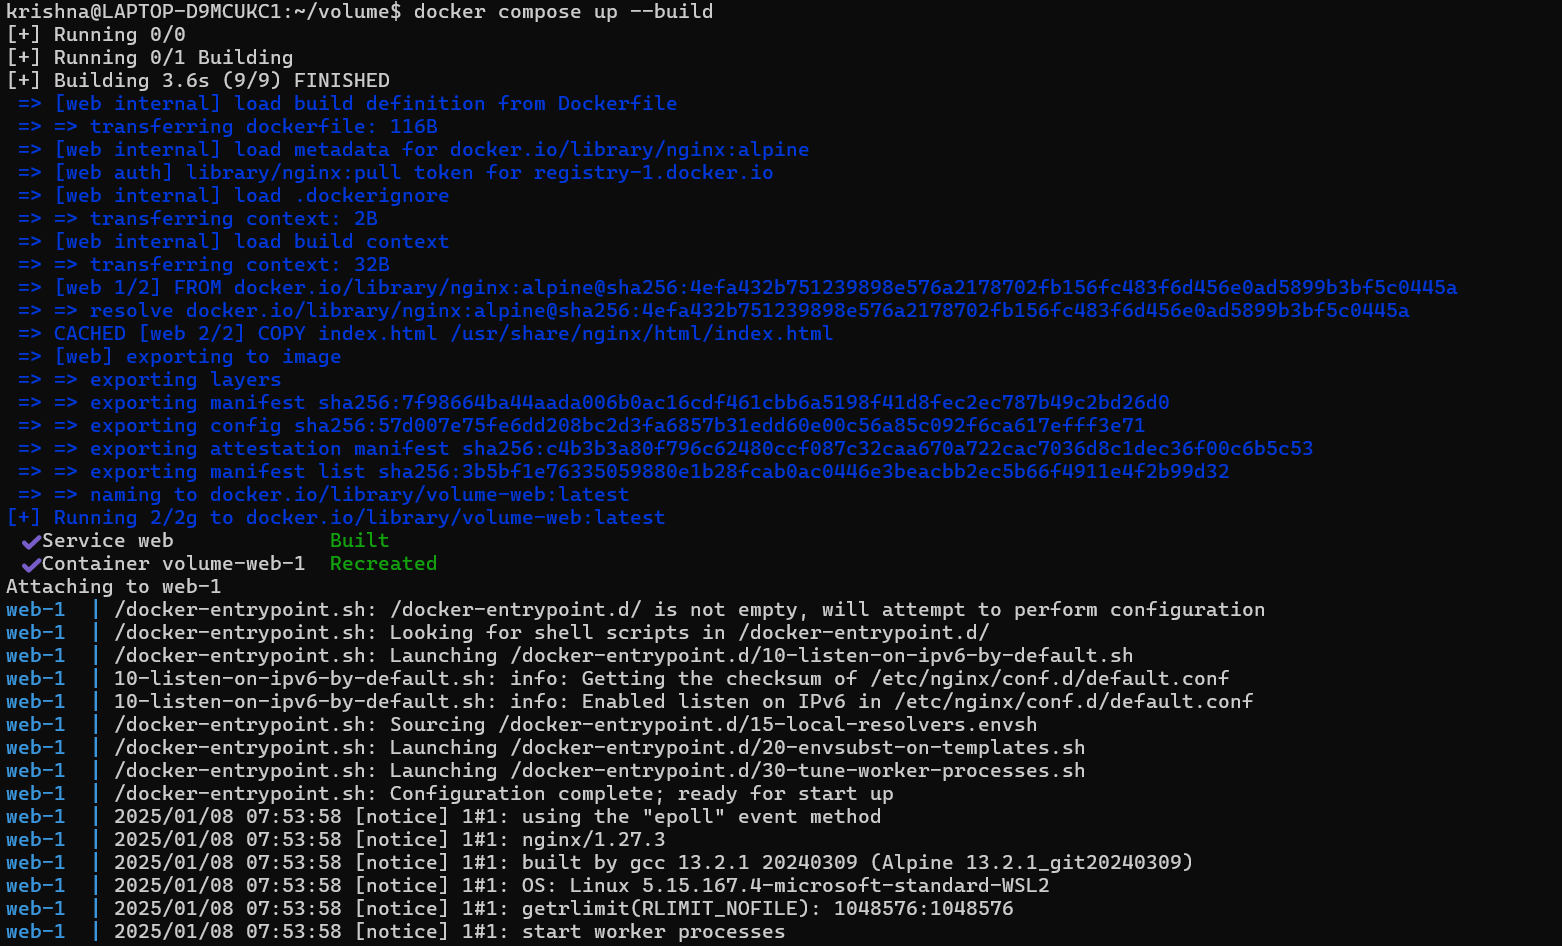 krishna@LAPTOP-D9MCUKC1:~/volume$ docker compose up --build
[+] Running 0/0
[+] Running 0/1 Building
[+] Building 3.6s (9/9) FINISHED
=> [web internal] load build definition from Dockerfile
=> => transferring dockerfile: 116B
=> [web internal] load metadata for docker.io/library/nginx:alpine
=> [web auth] library/nginx:pull token for registry-1.docker.io
=> [web internal] load .dockerignore
=> => transferring context: 2B
=> [web internal] load build context
=> => transferring context: 32B
=> [web 1/2] FROM docker.io/library/nginx:alpine@sha256:4efa432b751239898e576a2178702fb156fc483f6d456e0ad5899b3bf5c0445a
=> => resolve docker.io/library/nginx:alpine@sha256:4efa432b751239898e576a2178702fb156fc483f6d456e0ad5899b3bf5c0445a
=> CACHED [web 2/2] COPY index.html /usr/share/nginx/html/index.html
=> [web] exporting to image
=> => exporting layers
=> => exporting manifest sha256:7f98664ba44aada006b0ac16cdf461cbb6a5198f41d8fec2ec787b49c2bd26d0
=> => exporting config sha256:57d007e75fe6dd208bc2d3fa6857b31edd60e00c56a85c092f6ca617efff3e71
=> => exporting attestation manifest sha256:c4b3b3a80f796c62480ccf087c32caa670a722cac7036d8c1dec36f00c6b5c53
=> => exporting manifest list sha256:3b5bf1e76335059880e1b28fcab0ac0446e3beacbb2ec5b66f4911e4f2b99d32
=> => naming to docker.io/library/volume-web:latest
[+] Running 2/2g to docker.io/library/volume-web:latest
✔Service web Built
✔Container volume-web-1 Recreated
Attaching to web-1
web-1 | /docker-entrypoint.sh: /docker-entrypoint.d/ is not empty, will attempt to perform configuration
web-1 | /docker-entrypoint.sh: Looking for shell scripts in /docker-entrypoint.d/
web-1 | /docker-entrypoint.sh: Launching /docker-entrypoint.d/10-listen-on-ipv6-by-default.sh
web-1 | 10-listen-on-ipv6-by-default.sh: info: Getting the checksum of /etc/nginx/conf.d/default.conf
web-1 | 10-listen-on-ipv6-by-default.sh: info: Enabled listen on IPv6 in /etc/nginx/conf.d/default.conf
web-1 | /docker-entrypoint.sh: Sourcing /docker-entrypoint.d/15-local-resolvers.envsh
web-1 | /docker-entrypoint.sh: Launching /docker-entrypoint.d/20-envsubst-on-templates.sh
web-1 | /docker-entrypoint.sh: Launching /docker-entrypoint.d/30-tune-worker-processes.sh
web-1 | /docker-entrypoint.sh: Configuration complete; ready for start up
web-1 | 2025/01/08 07:53:58 [notice] 1#1: using the "epoll" event method
web-1 | 2025/01/08 07:53:58 [notice] 1#1: nginx/1.27.3
web-1 | 2025/01/08 07:53:58 [notice] 1#1: built by gcc 13.2.1 20240309 (Alpine 13.2.1_git20240309)
web-1 | 2025/01/08 07:53:58 [notice] 1#1: OS: Linux 5.15.167.4-microsoft-standard-WSL2
web-1 | 2025/01/08 07:53:58 [notice] 1#1: getrlimit(RLIMIT_NOFILE): 1048576:1048576
web-1 | 2025/01/08 07:53:58 [notice] 1#1: start worker processes